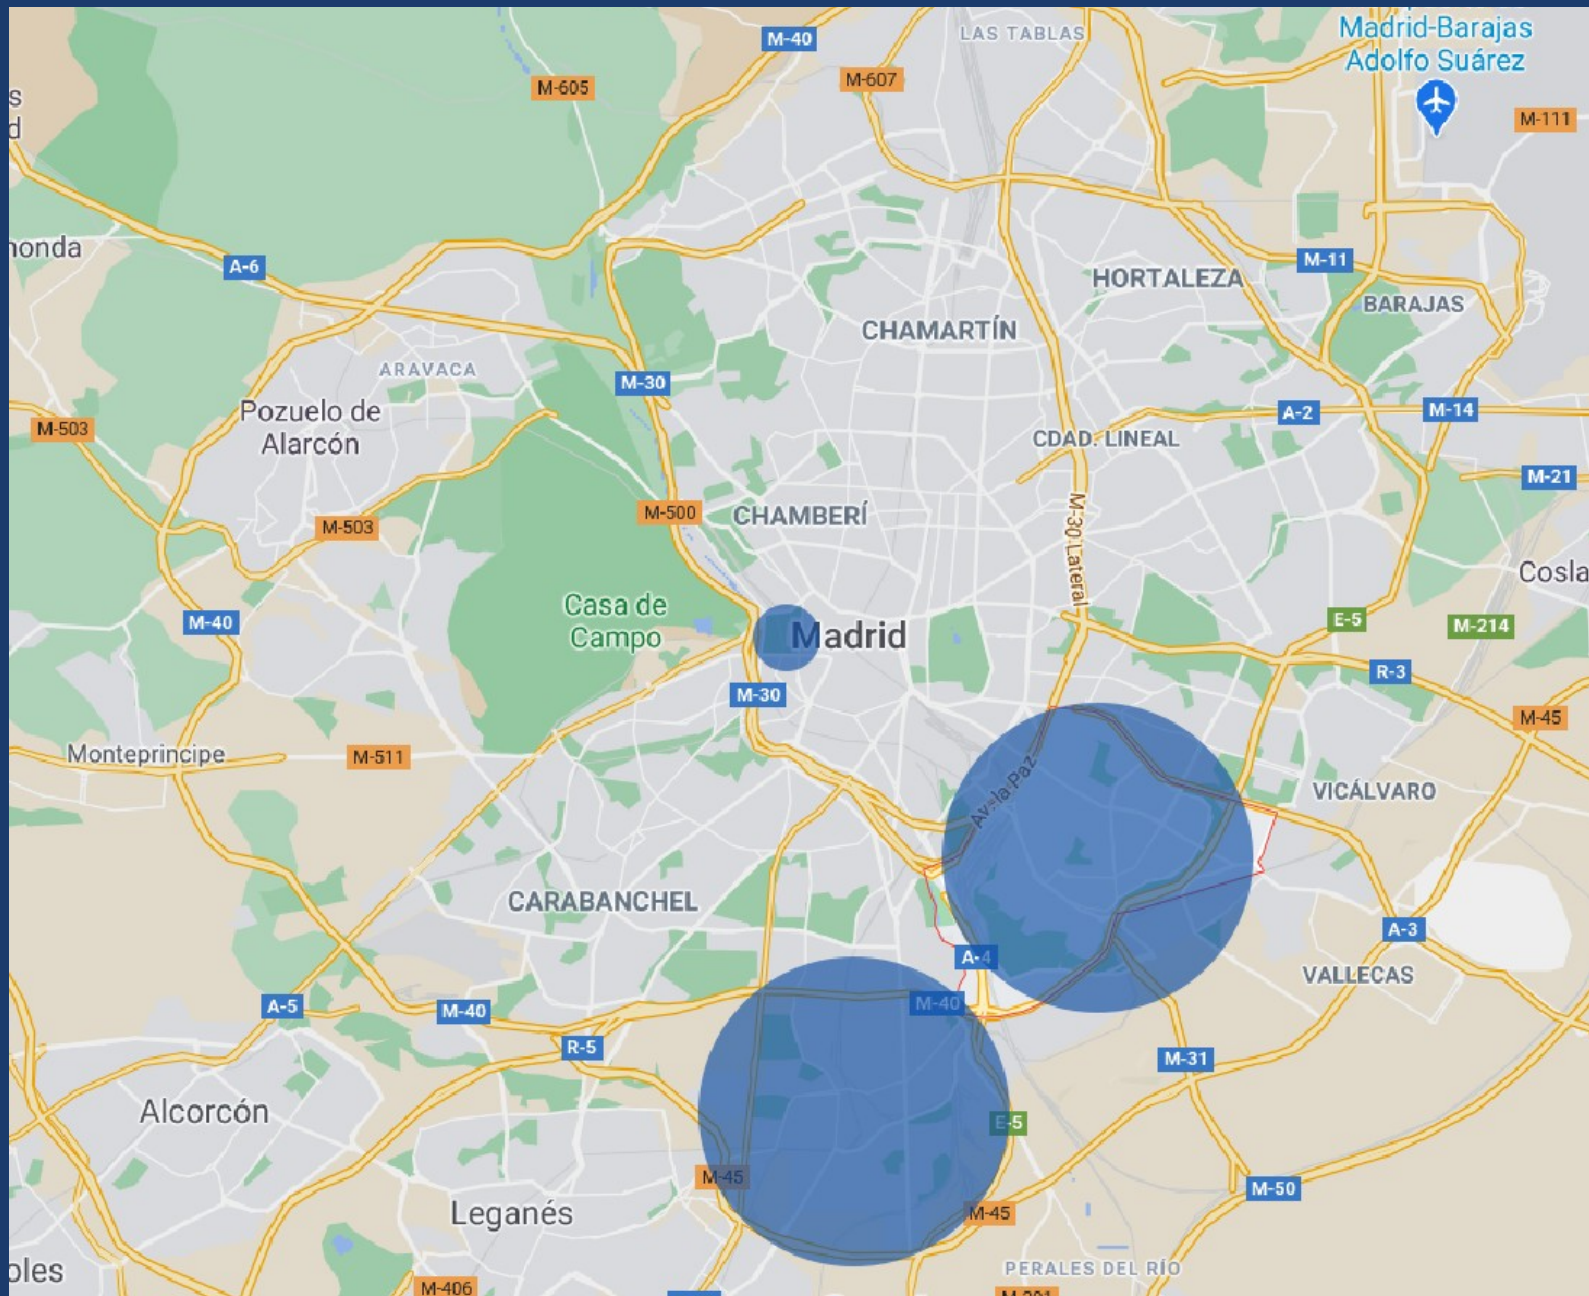 M-40
LAS TABLAS
Madrid-Barajas
Adolfo Suárez
M-605
M-607
M-111
s
d
honda
A-6
M-11
HORTALEZA
BARAJAS
CHAMARTÍN
ARAVACA
M-30
Pozuelo de
Alarcón
M-503
A-2
M-14
CDAD. LINEAL
M-21
M-503
M-500
CHAMBERÍ
M-30 Lateral
Cosla
Casa de
Campo
M-40
Madrid
E-5
M-214
R-3
M-30
M-45
Monteprincipe
M-511
Av. la Paz
VICÁLVARO
CARABANCHEL
A-3
A-4
VALLECAS
A-5
M-40
M-40
R-5
M-31
Alcorcón
E-5
M-45
M-50
Leganés
M-45
oles
PERALES DEL RÍO
M-406
M-301